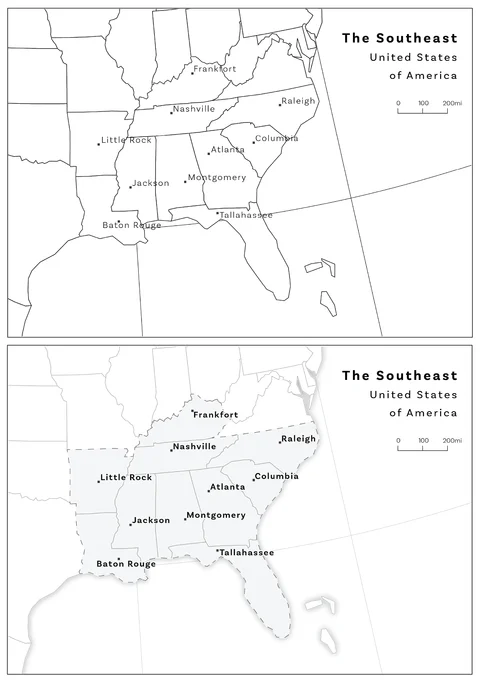 The Southeast
United States
of America
0 100 200mi
Frankfort
Raleigh
Nashville
Little Rock
Columbia
Atlanta
Montgomery
Jackson
Tallahassee
Baton Rouge
The Southeast
United States
of America
0 100 200mi
Frankfort
Raleigh
Nashville
Little Rock
Columbia
Atlanta
Montgomery
Jackson
Tallahassee
Baton Rouge